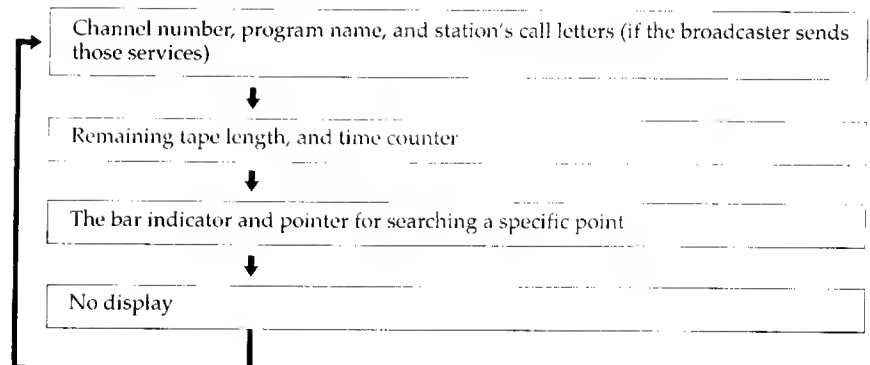 Channel number, program name, and station's call letters (if the broadcaster sends
those services)
Remaining tape length, and time counter
The bar indicator and pointer for searching a specific point
No display